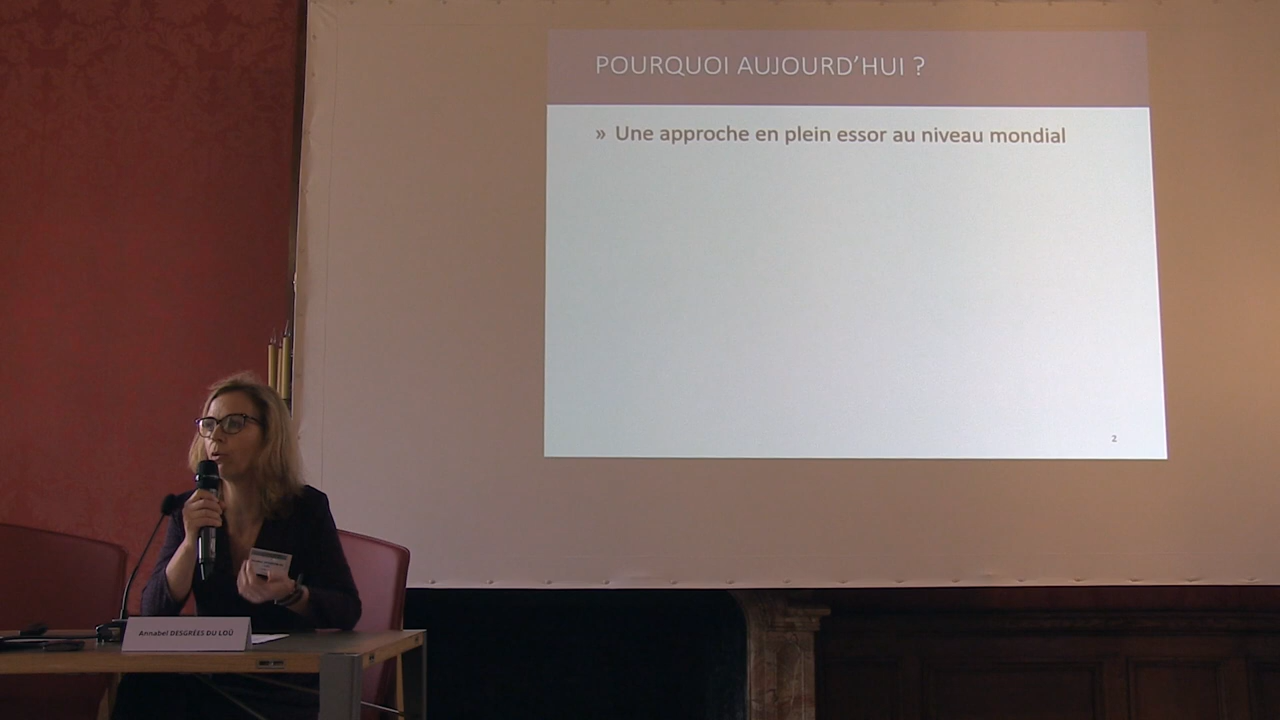 POURQUOI AUJOURD'HUI ?
» Une approche en plein essor au niveau mondial
2
Annabel DESGRÉES DU LOÛ